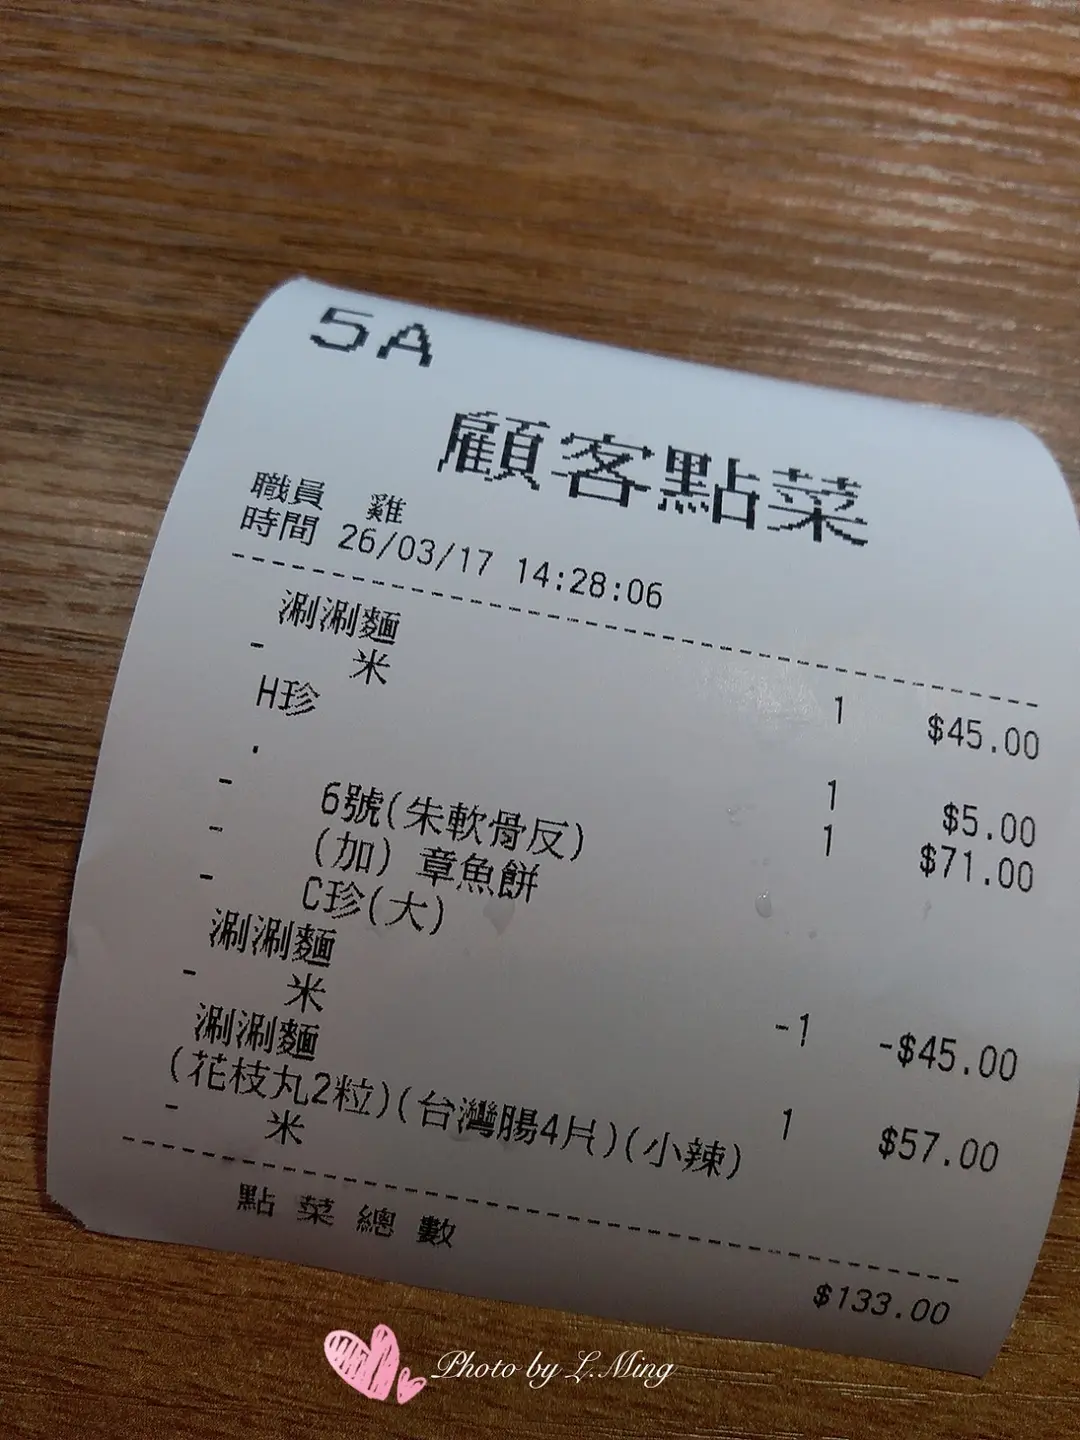 5A
顧客點菜
職員 雞
時間 26/03/17 14:28:06
涮涮麵 1 $45.00
- 米
H珍 1 $5.00
. 1 $71.00
- 6號(朱軟骨反)
- (加) 章魚餅
- C珍(大)
涮涮麵 -1 -$45.00
- 米
涮涮麵 1 $57.00
(花枝丸2粒)(台灣腸4片)(小辣)
- 米
點菜總數 $133.00
Photo by L.Ming